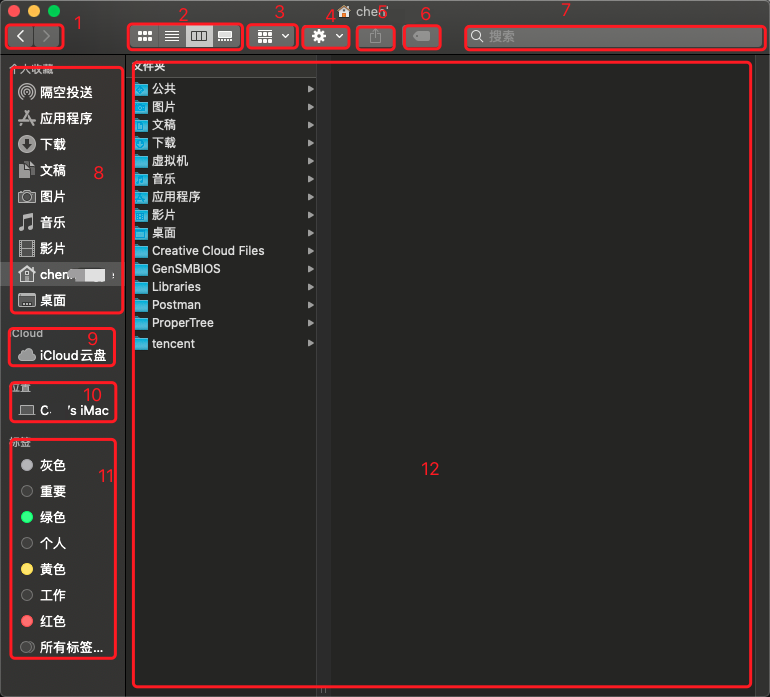 chen
1
2
3
4
5
6
7
搜索
个人收藏
隔空投送
应用程序
下载
文稿
8
图片
音乐
影片
chen
桌面
iCloud
9
iCloud云盘
位置
10
C 's iMac
标签
11
灰色
重要
绿色
个人
黄色
工作
红色
所有标签...
文件夹
公共
图片
文稿
下载
虚拟机
音乐
应用程序
影片
桌面
Creative Cloud Files
GenSMBIOS
Libraries
Postman
ProperTree
tencent
12